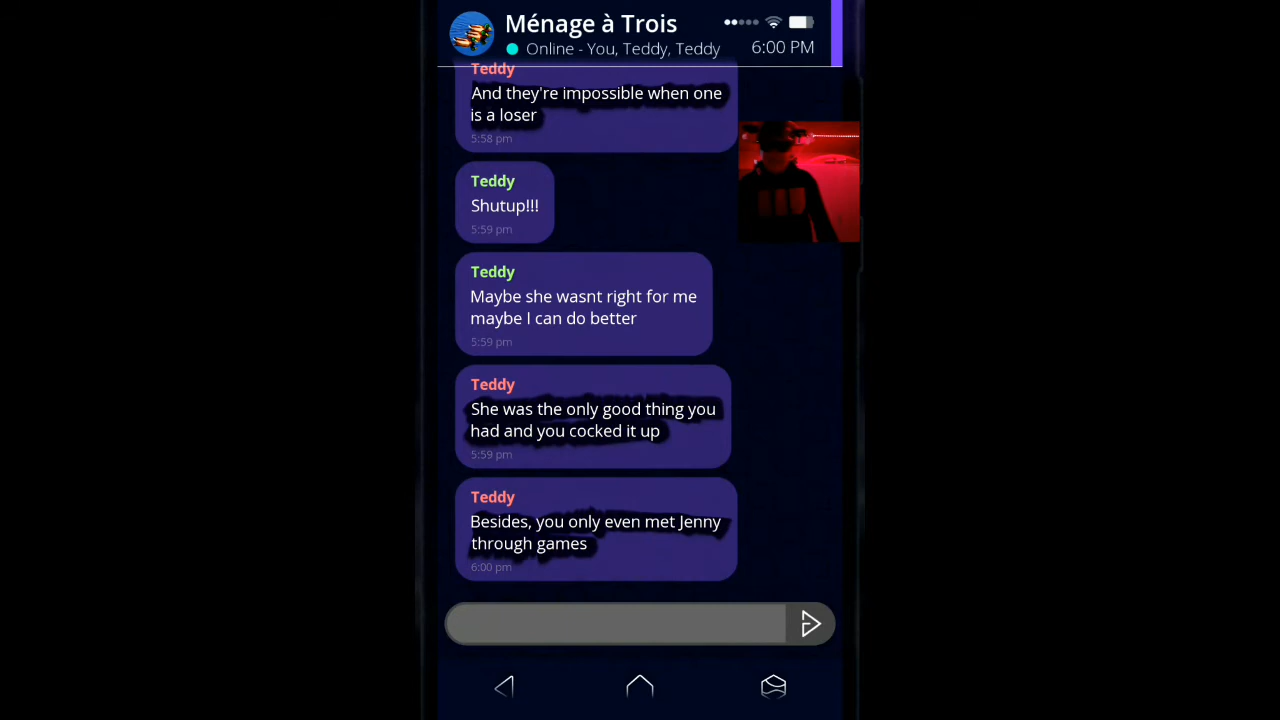 Ménage à Trois
Online - You, Teddy, Teddy
6:00 PM
Teddy
And they're impossible when one
is a loser
5:58 pm
Teddy
Shutup!!!
5:59 pm
Teddy
Maybe she wasnt right for me
maybe I can do better
5:59 pm
Teddy
She was the only good thing you
had and you cocked it up
5:59 pm
Teddy
Besides, you only even met Jenny
through games
6:00 pm